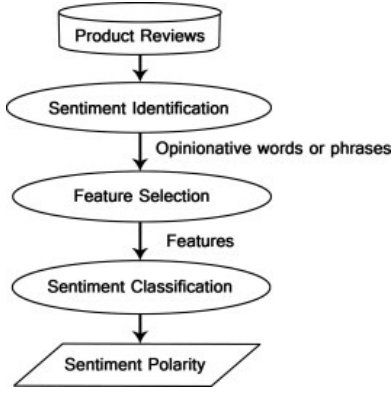 Product Reviews
Sentiment Identification
Opinionative words or phrases
Feature Selection
Features
Sentiment Classification
Sentiment Polarity